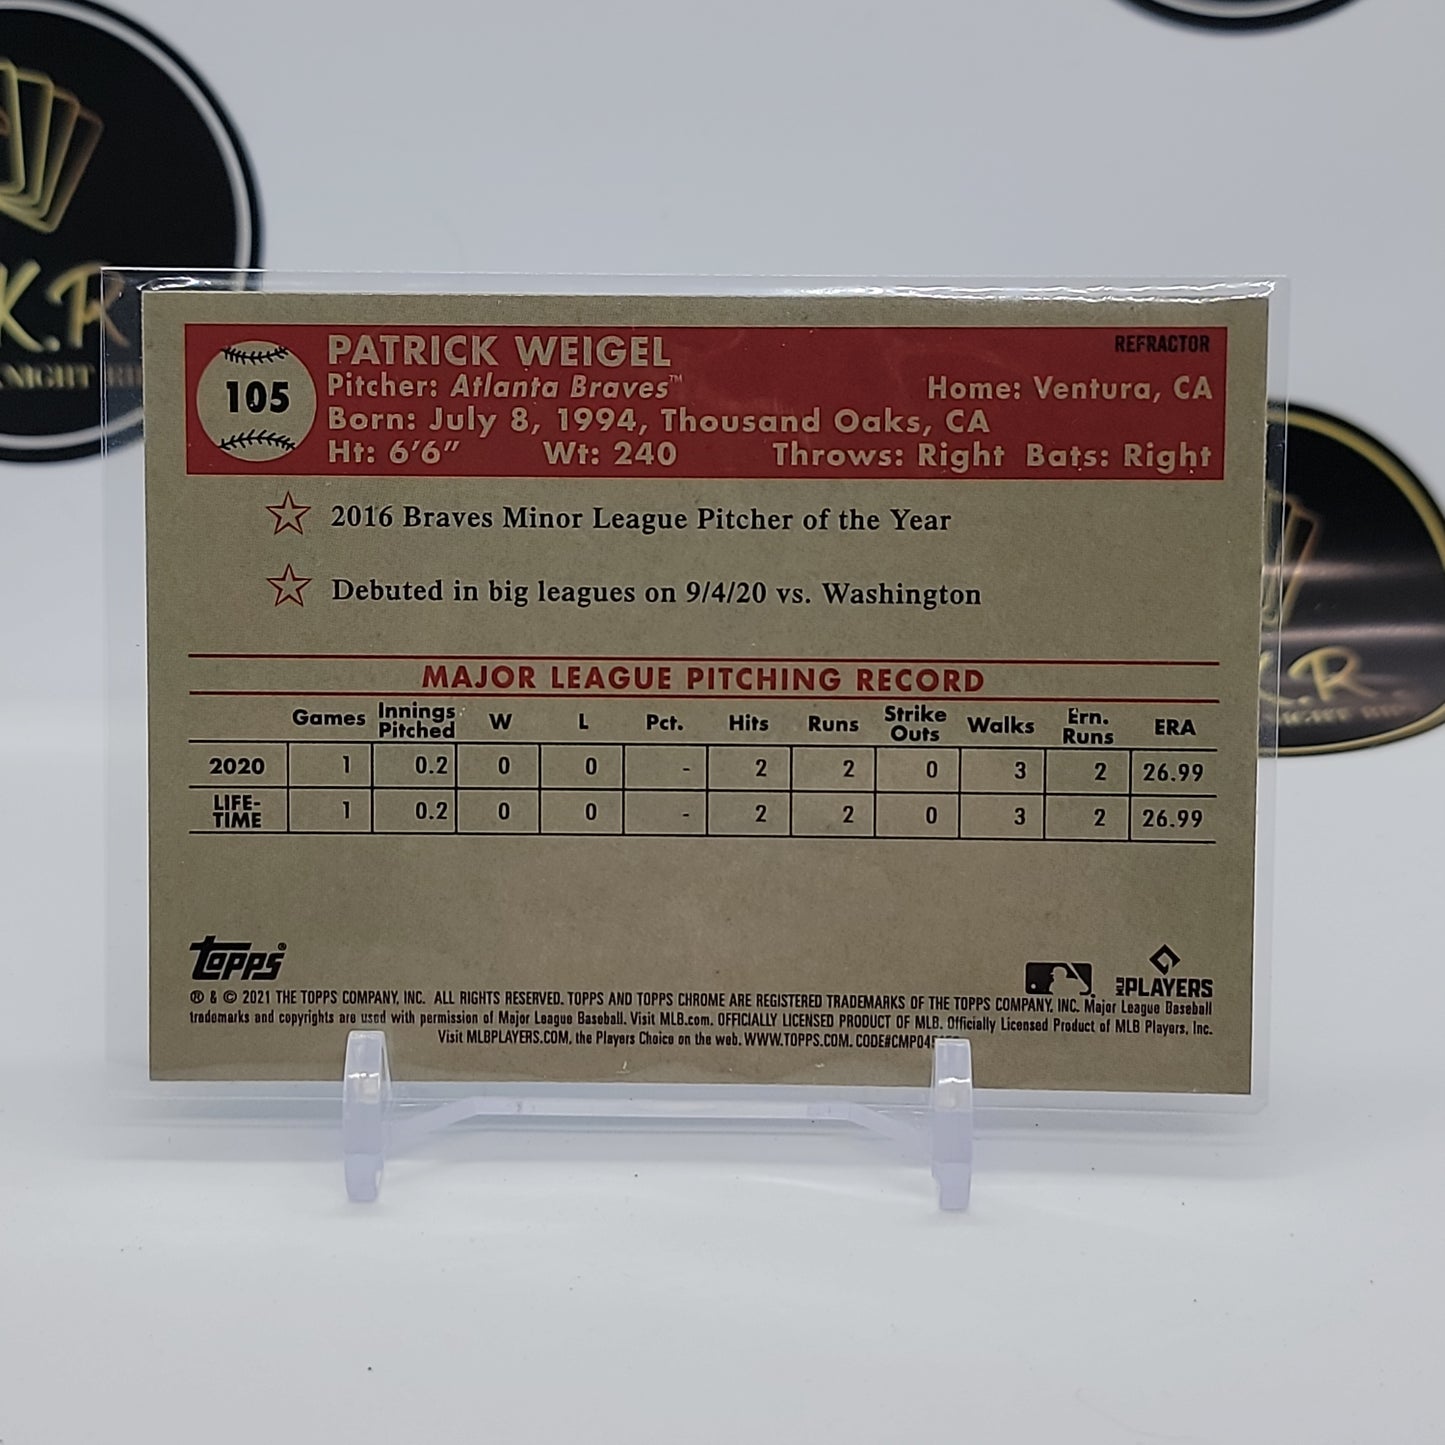 K.R
KNIGHT RIP
PATRICK WEIGEL
REFRACTOR
105
Pitcher: Atlanta Braves™
Home: Ventura, CA
Born: July 8, 1994, Thousand Oaks, CA
Ht: 6'6" Wt: 240 Throws: Right Bats: Right
2016 Braves Minor League Pitcher of the Year
Debuted in big leagues on 9/4/20 vs. Washington
MAJOR LEAGUE PITCHING RECORD
Games Innings Pitched W L Pct. Hits Runs Strike Outs Walks Ern. Runs ERA
2020 1 0.2 0 0 - 2 2 0 3 2 26.99
LIFE-TIME 1 0.2 0 0 - 2 2 0 3 2 26.99
TOPPS®
MLB PLAYERS
® & © 2021 THE TOPPS COMPANY, INC. ALL RIGHTS RESERVED. TOPPS AND TOPPS CHROME ARE REGISTERED TRADEMARKS OF THE TOPPS COMPANY, INC. Major League Baseball
trademarks and copyrights are used with permission of Major League Baseball. Visit MLB.com. OFFICIALLY LICENSED PRODUCT OF MLB. Officially Licensed Product of MLB Players, Inc.
Visit MLBPLAYERS.COM, the Players Choice on the web. WWW.TOPPS.COM.
K.R